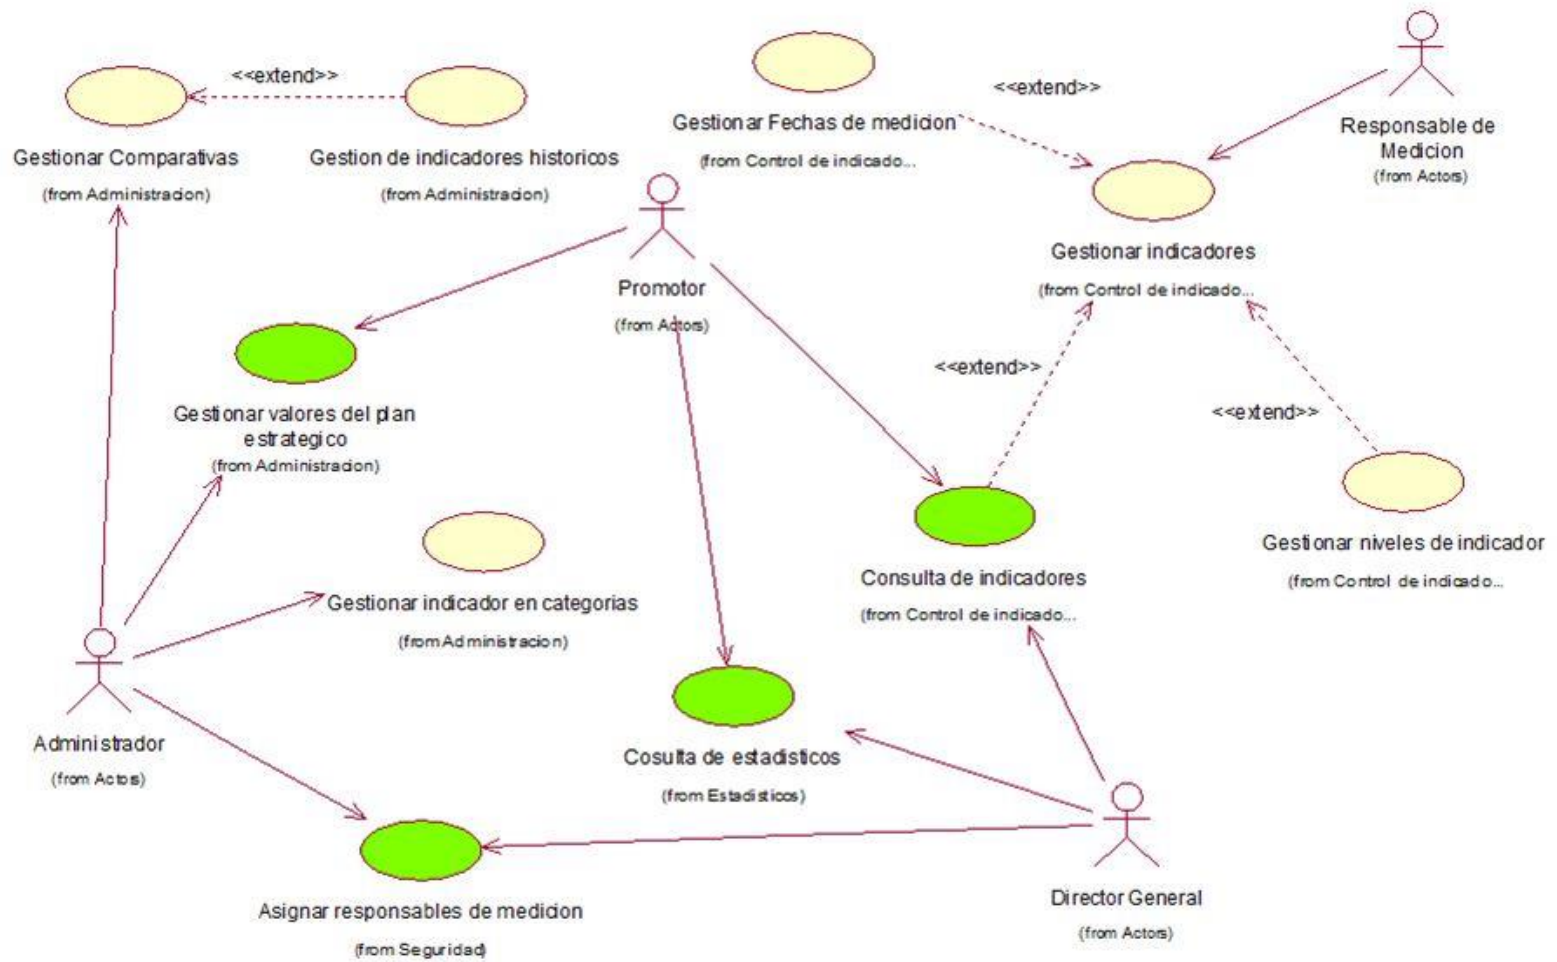 <<extend>>
Gestionar Comparativas
(from Administracion)
Gestion de indicadores historicos
(from Administracion)
Gestionar Fechas de medicion
(from Control de indicado...
<<extend>>
Responsable de
Medicion
(from Actors)
Gestionar indicadores
(from Control de indicado...
Promotor
(from Actors)
Gestionar valores del plan
estrategico
(from Administracion)
<<extend>>
<<extend>>
Gestionar indicador en categorias
(from Administracion)
Consulta de indicadores
(from Control de indicado...
Gestionar niveles de indicador
(from Control de indicado...
Administrador
(from Actors)
Cosulta de estadisticos
(from Estadisticos)
Asignar responsables de medicion
(from Seguridad)
Director General
(from Actors)